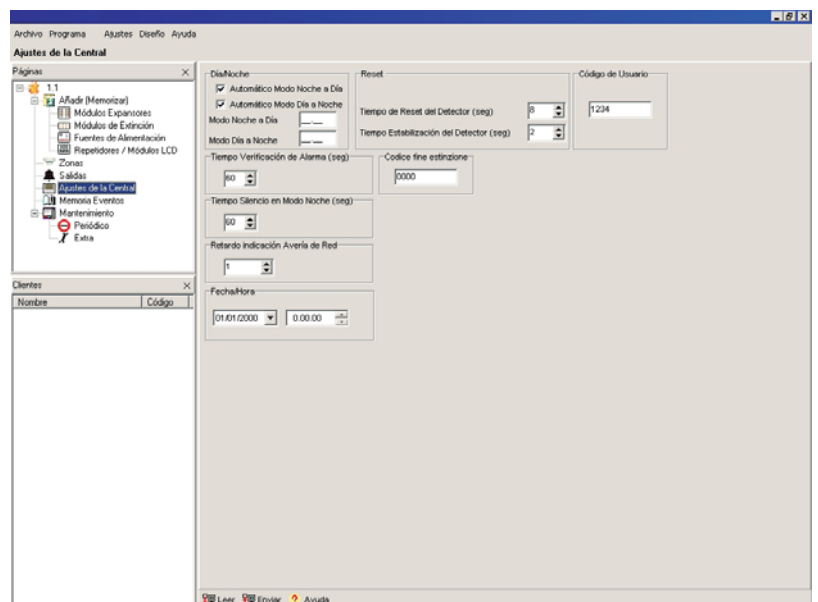 Archivo Programa Ajustes Diseño Ayuda
Ajustes de la Central
Páginas
1.1
Añadir (Memorizar)
Módulos Expansores
Módulos de Extinción
Fuentes de Alimentación
Repetidores / Módulos LCD
Zonas
Salidas
Ajustes de la Central
Memoria Eventos
Mantenimiento
Periódico
Extra
Clientes
Nombre Código
Día/Noche
Automático Modo Noche a Día
Automático Modo Día a Noche
Modo Noche a Día __.__
Modo Día a Noche __.__
Reset
Tiempo de Reset del Detector (seg) 8
Tiempo Estabilización del Detector (seg) 2
Código de Usuario
1234
Tiempo Verificación de Alarma (seg)
60
Codice fine estinzione
0000
Tiempo Silencio en Modo Noche (seg)
60
Retardo indicación Avería de Red
1
Fecha/Hora
01/01/2000 0.00.00
Leer Enviar Ayuda